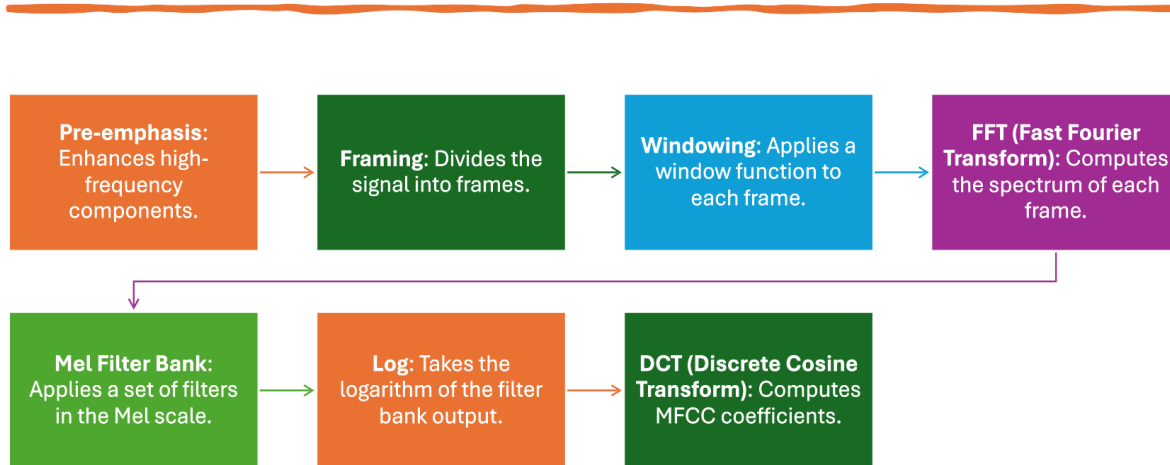 Pre-emphasis:
Enhances high-
frequency
components.
Framing: Divides the
signal into frames.
Windowing: Applies a
window function to
each frame.
FFT (Fast Fourier
Transform): Computes
the spectrum of each
frame.
Mel Filter Bank:
Applies a set of filters
in the Mel scale.
Log: Takes the
logarithm of the filter
bank output.
DCT (Discrete Cosine
Transform): Computes
MFCC coefficients.